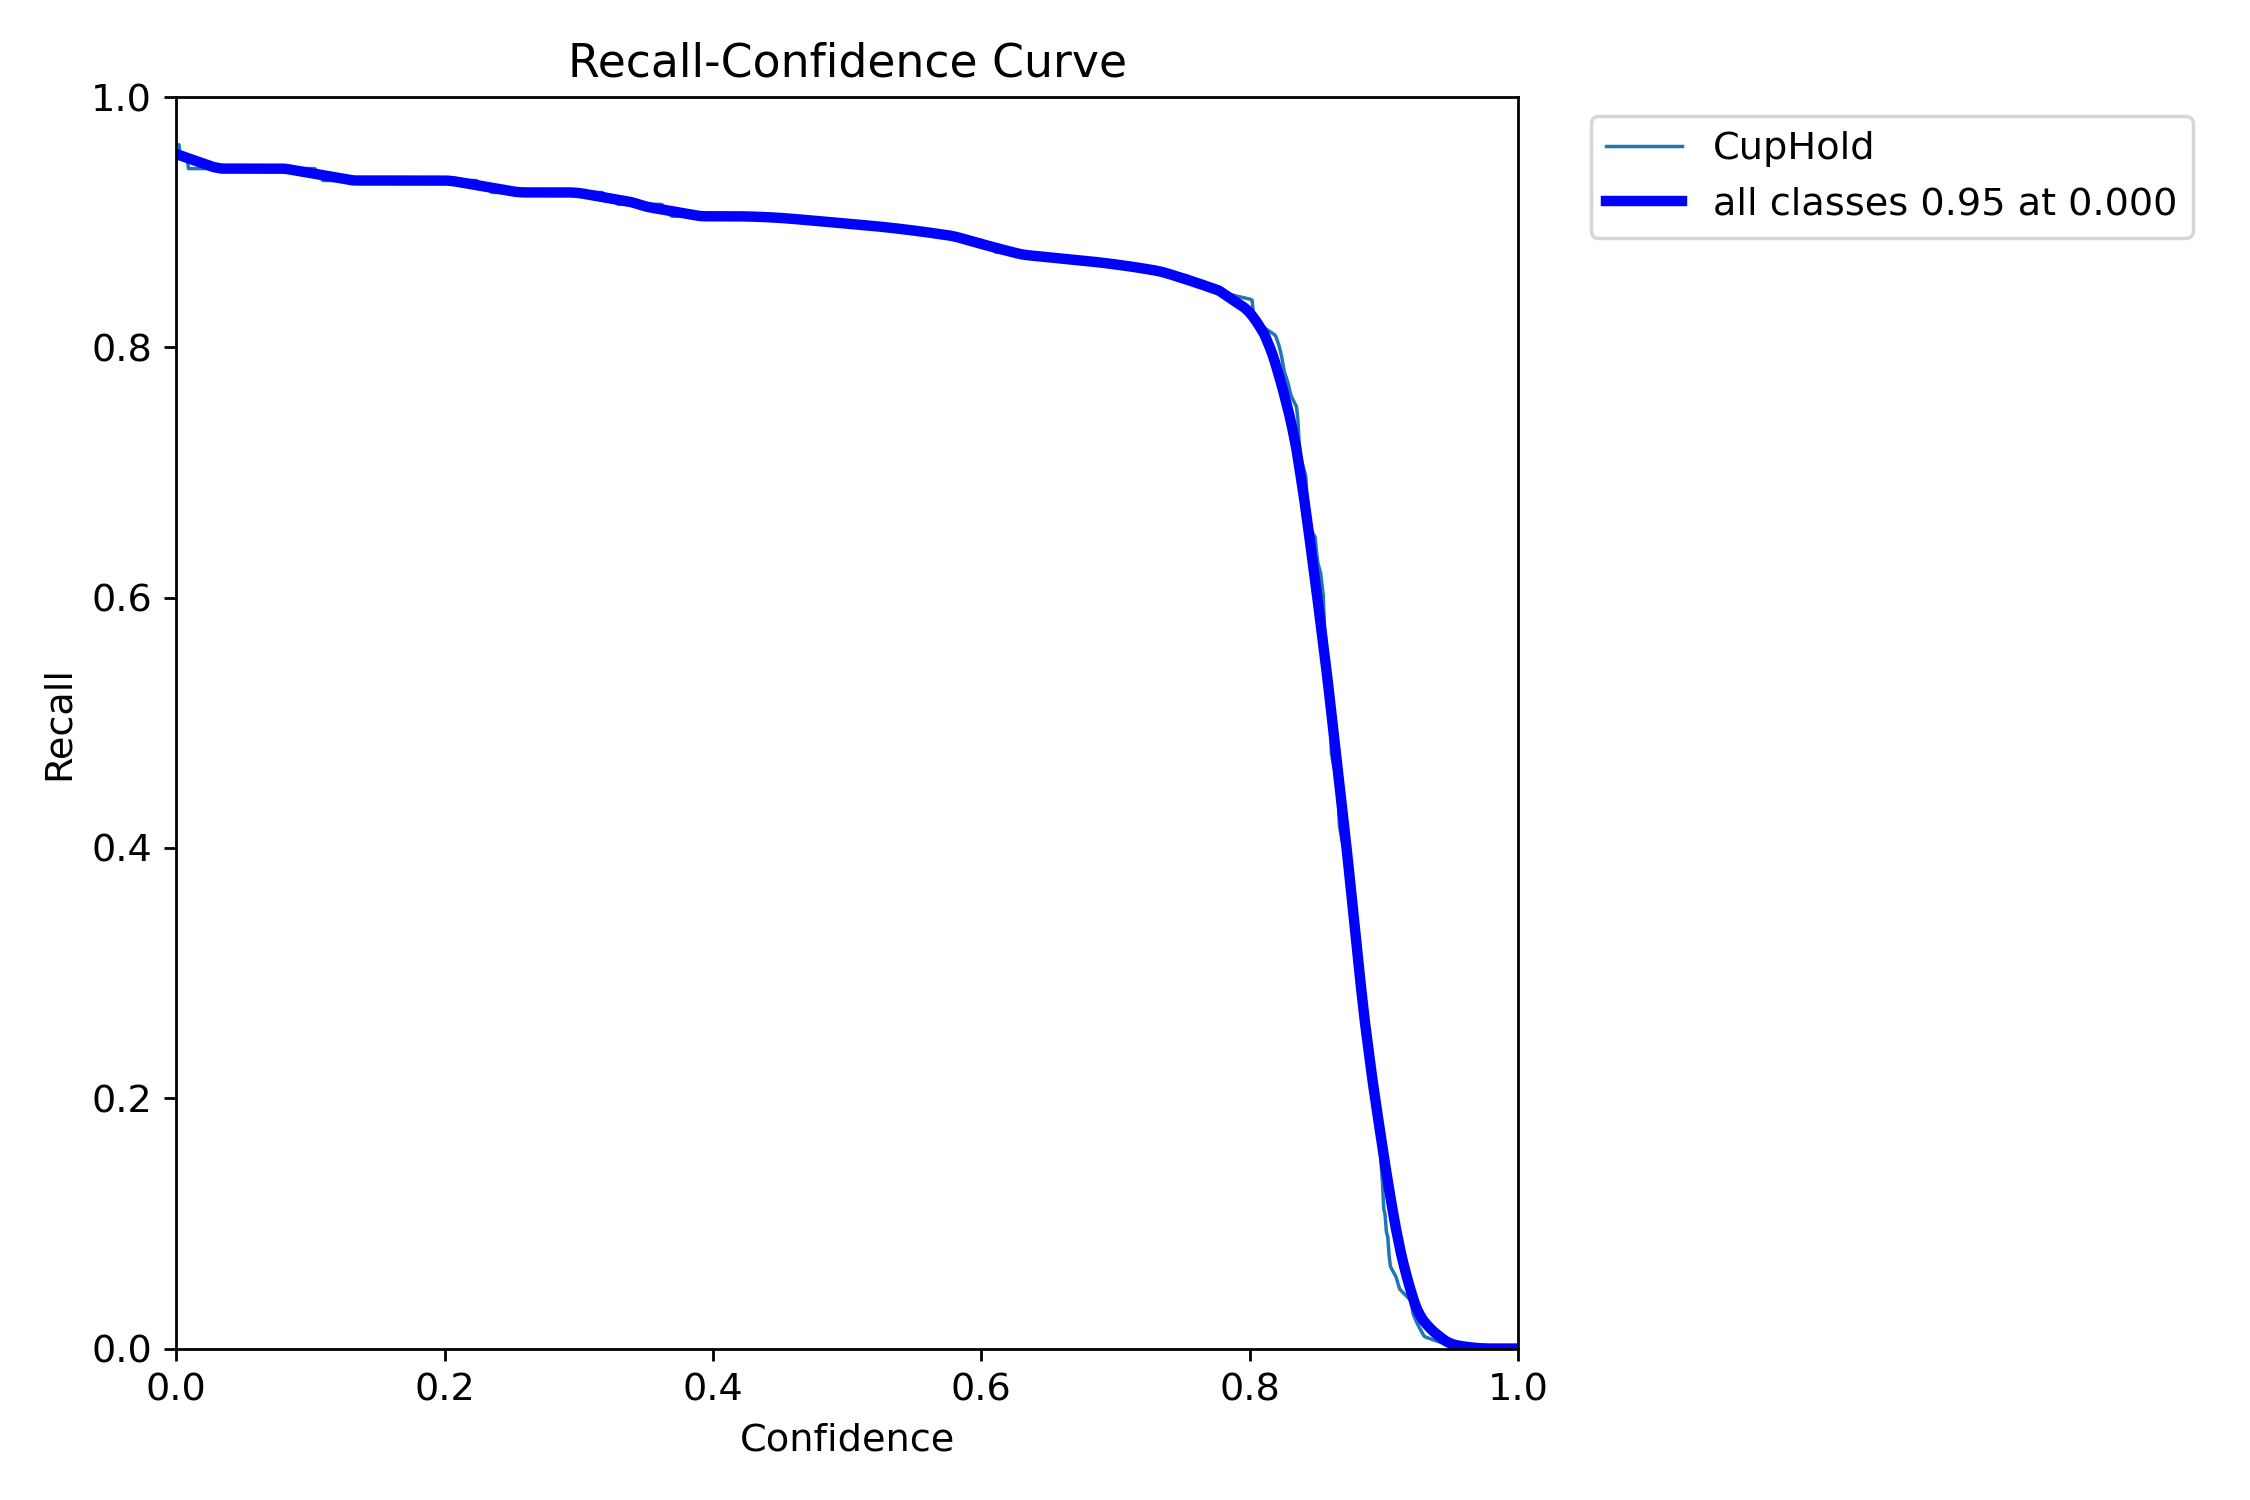 Recall-Confidence Curve
1.0
0.8
0.6
0.4
0.2
0.0
Recall
0.0 0.2 0.4 0.6 0.8 1.0
Confidence
CupHold
all classes 0.95 at 0.000